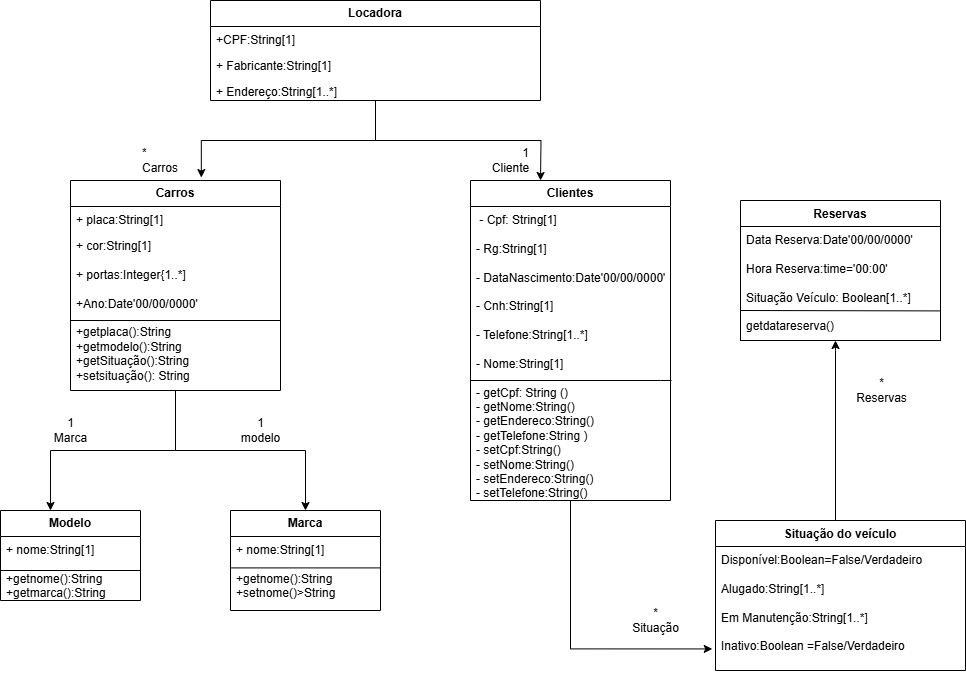 Locadora
+CPF:String[1]
+ Fabricante:String[1]
+ Endereço:String[1..*]
*
Carros
1
Cliente
Carros
+ placa:String[1]
+ cor:String[1]
+ portas:Integer{1..*]
+Ano:Date'00/00/0000'
+getplaca():String
+getmodelo():String
+getSituação():String
+setsituação(): String
Clientes
- Cpf: String[1]
- Rg:String[1]
- DataNascimento:Date'00/00/0000'
- Cnh:String[1]
- Telefone:String[1..*]
- Nome:String[1]
- getCpf: String ()
- getNome:String()
- getEndereco:String()
- getTelefone:String )
- setCpf:String()
- setNome:String()
- setEndereco:String()
- setTelefone:String()
Reservas
Data Reserva:Date'00/00/0000'
Hora Reserva:time='00:00'
Situação Veículo: Boolean[1..*]
getdatareserva()
*
Reservas
1
Marca
1
modelo
Modelo
+ nome:String[1]
+getnome():String
+getmarca():String
Marca
+ nome:String[1]
+getnome():String
+setnome()>String
*
Situação
Situação do veículo
Disponível:Boolean=False/Verdadeiro
Alugado:String[1..*]
Em Manutenção:String[1..*]
Inativo:Boolean =False/Verdadeiro